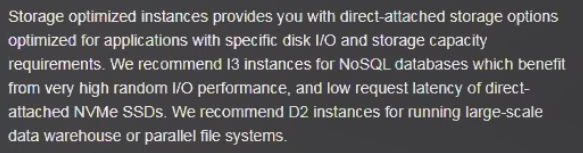 Storage optimized instances provides you with direct-attached storage options
optimized for applications with specific disk I/O and storage capacity
requirements. We recommend I3 instances for NoSQL databases which benefit
from very high random I/O performance, and low request latency of direct-
attached NVMe SSDs. We recommend D2 instances for running large-scale
data warehouse or parallel file systems.